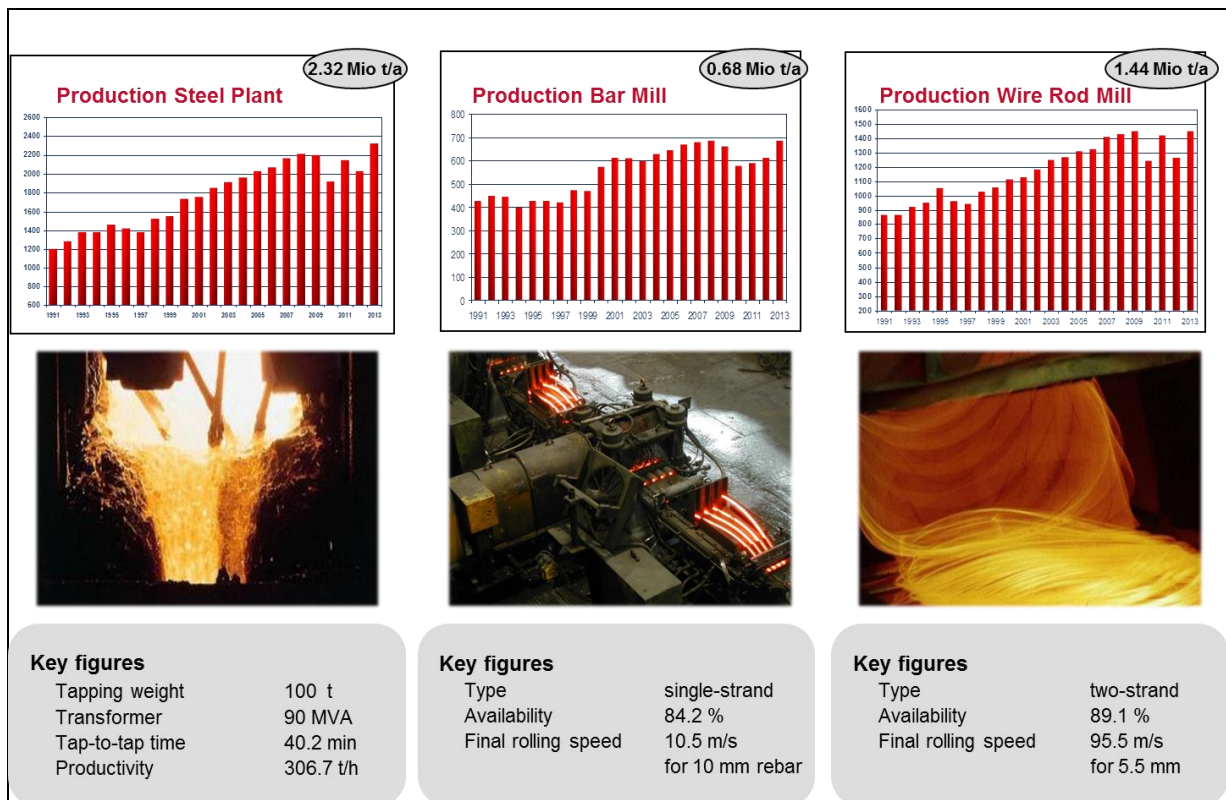 2.32 Mio t/a
Production Steel Plant
2600
2400
2200
2000
1800
1600
1400
1200
1000
800
600
1991 1993 1995 1997 1999 2001 2003 2005 2007 2009 2011 2013
0.68 Mio t/a
Production Bar Mill
800
700
600
500
400
300
200
100
0
1991 1993 1995 1997 1999 2001 2003 2005 2007 2009 2011 2013
1.44 Mio t/a
Production Wire Rod Mill
1600
1500
1400
1300
1200
1100
1000
900
800
700
600
500
400
300
200
1991 1993 1995 1997 1999 2001 2003 2005 2007 2009 2011 2013
Key figures
Tapping weight 100 t
Transformer 90 MVA
Tap-to-tap time 40.2 min
Productivity 306.7 t/h
Key figures
Type single-strand
Availability 84.2 %
Final rolling speed 10.5 m/s
for 10 mm rebar
Key figures
Type two-strand
Availability 89.1 %
Final rolling speed 95.5 m/s
for 5.5 mm